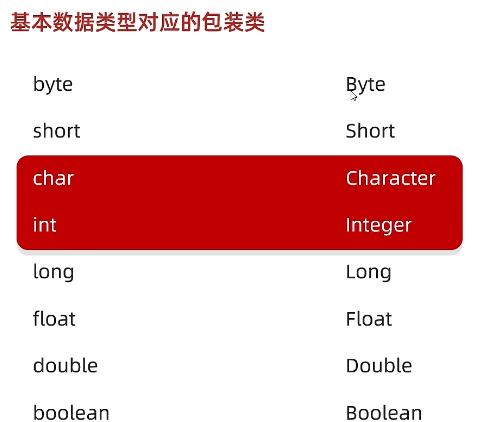 基本数据类型对应的包装类
byte Byte
short Short
char Character
int Integer
long Long
float Float
double Double
boolean Boolean